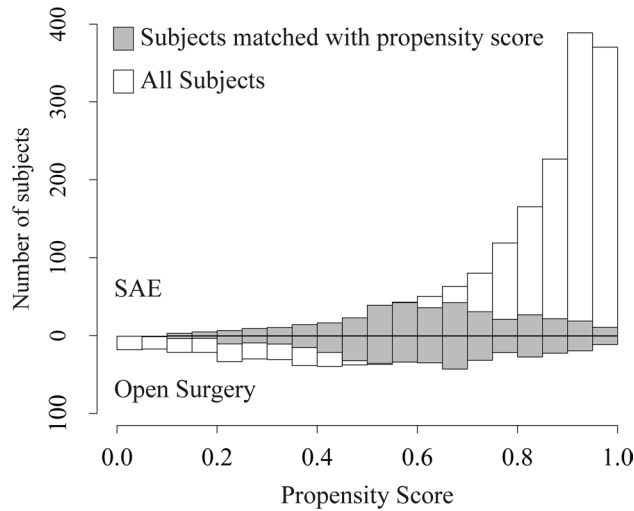 Subjects matched with propensity score
All Subjects
Number of subjects
400
300
200
100
0
100
SAE
Open Surgery
0.0 0.2 0.4 0.6 0.8 1.0
Propensity Score